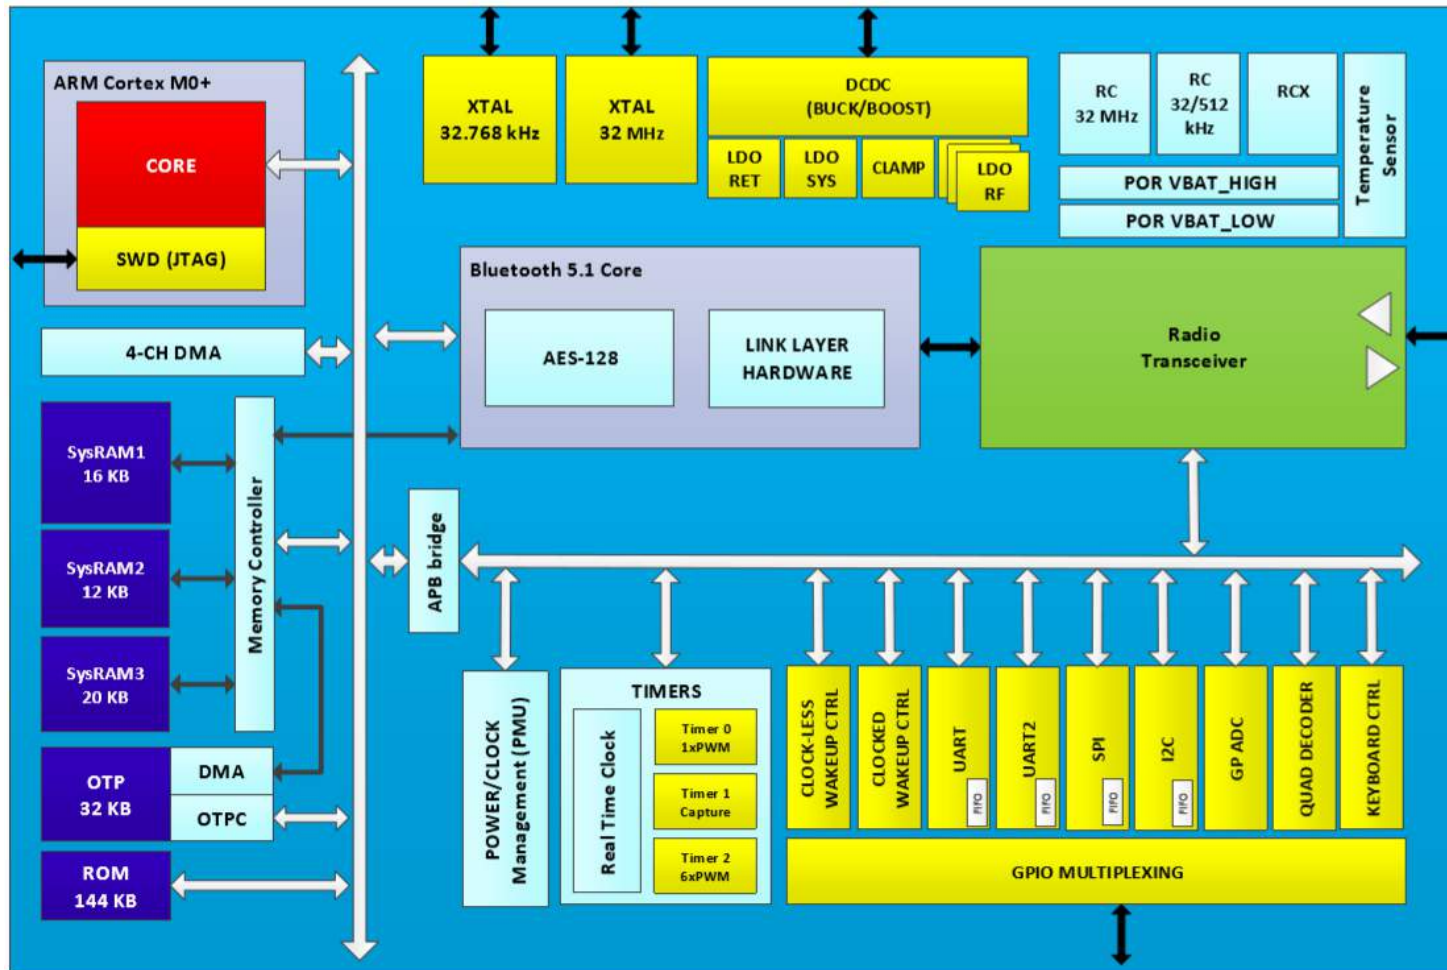 ARM Cortex M0+
CORE
SWD (JTAG)
4-CH DMA
SysRAM1
16 KB
SysRAM2
12 KB
SysRAM3
20 KB
Memory Controller
OTP
32 KB
DMA
OTPC
ROM
144 KB
XTAL
32.768 kHz
XTAL
32 MHz
DCDC
(BUCK/BOOST)
LDO
RET
LDO
SYS
CLAMP
LDO
RF
RC
32 MHz
RC
32/512
kHz
RCX
POR VBAT_HIGH
POR VBAT_LOW
Temperature
Sensor
Bluetooth 5.1 Core
AES-128
LINK LAYER
HARDWARE
Radio
Transceiver
APB bridge
POWER/CLOCK
Management (PMU)
TIMERS
Real Time Clock
Timer 0
1xPWM
Timer 1
Capture
Timer 2
6xPWM
CLOCK-LESS
WAKEUP CTRL
CLOCKED
WAKEUP CTRL
UART
FIFO
UART2
FIFO
SPI
FIFO
I2C
FIFO
GP ADC
QUAD DECODER
KEYBOARD CTRL
GPIO MULTIPLEXING